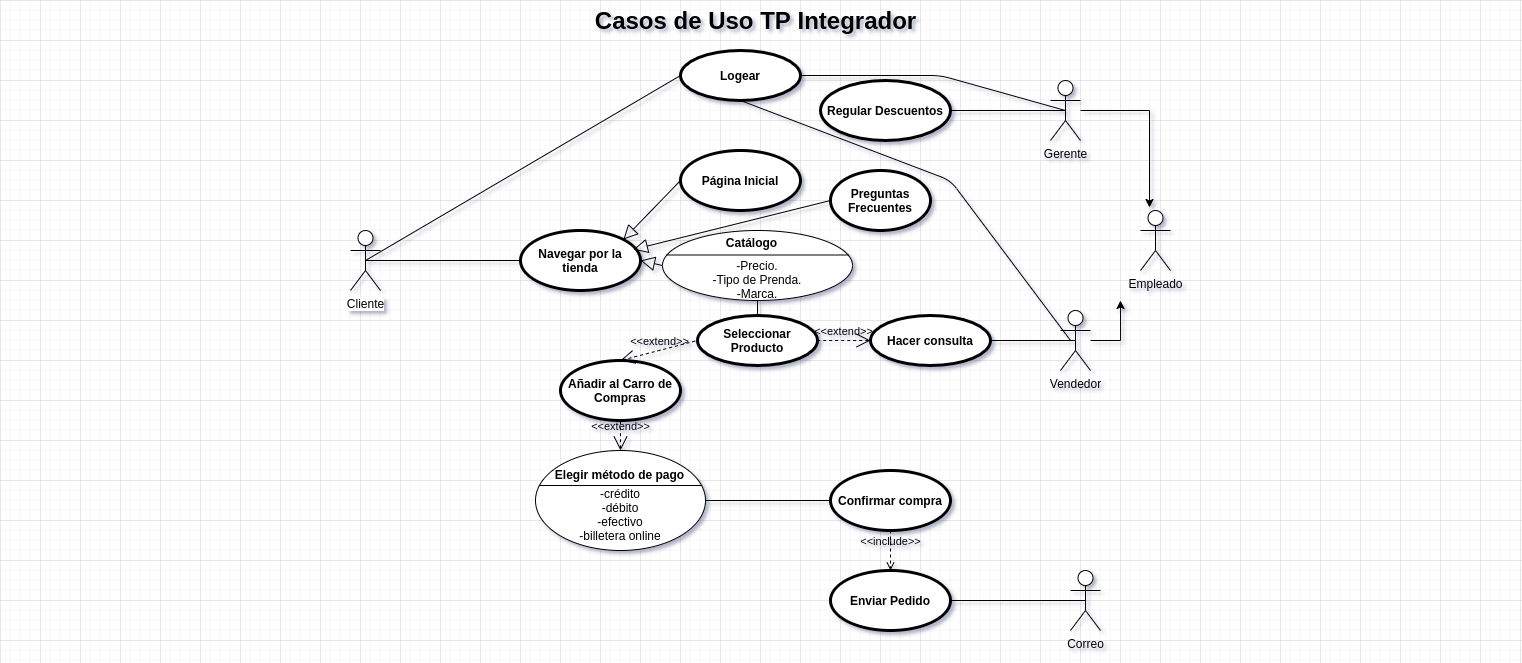 Casos de Uso TP Integrador
Logear
Regular Descuentos
Gerente
Página Inicial
Preguntas
Frecuentes
Catálogo
-Precio.
-Tipo de Prenda.
-Marca.
Navegar por la
tienda
Cliente
Empleado
Seleccionar
Producto
<<extend>>
<<extend>>
Hacer consulta
Vendedor
Añadir al Carro de
Compras
<<extend>>
Elegir método de pago
-crédito
-débito
-efectivo
-billetera online
Confirmar compra
<<include>>
Enviar Pedido
Correo